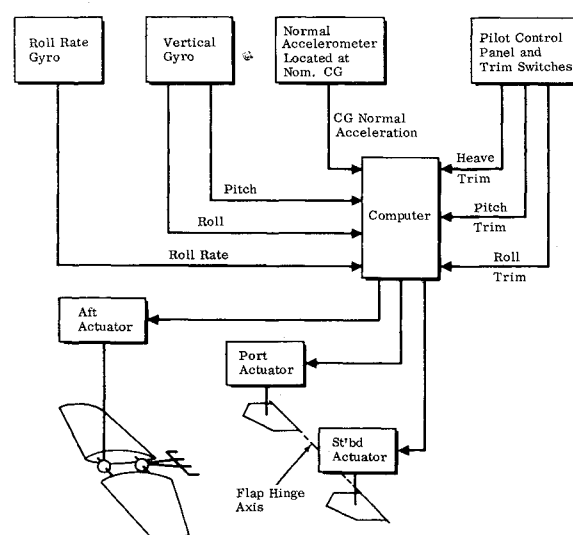 Roll Rate
Gyro
Vertical
Gyro
Normal
Accelerometer
Located at
Nom. CG
Pilot Control
Panel and
Trim Switches
CG Normal
Acceleration
Heave
Trim
Pitch
Computer
Pitch
Trim
Roll
Roll Rate
Roll
Trim
Aft
Actuator
Port
Actuator
St'bd
Actuator
Flap Hinge
Axis